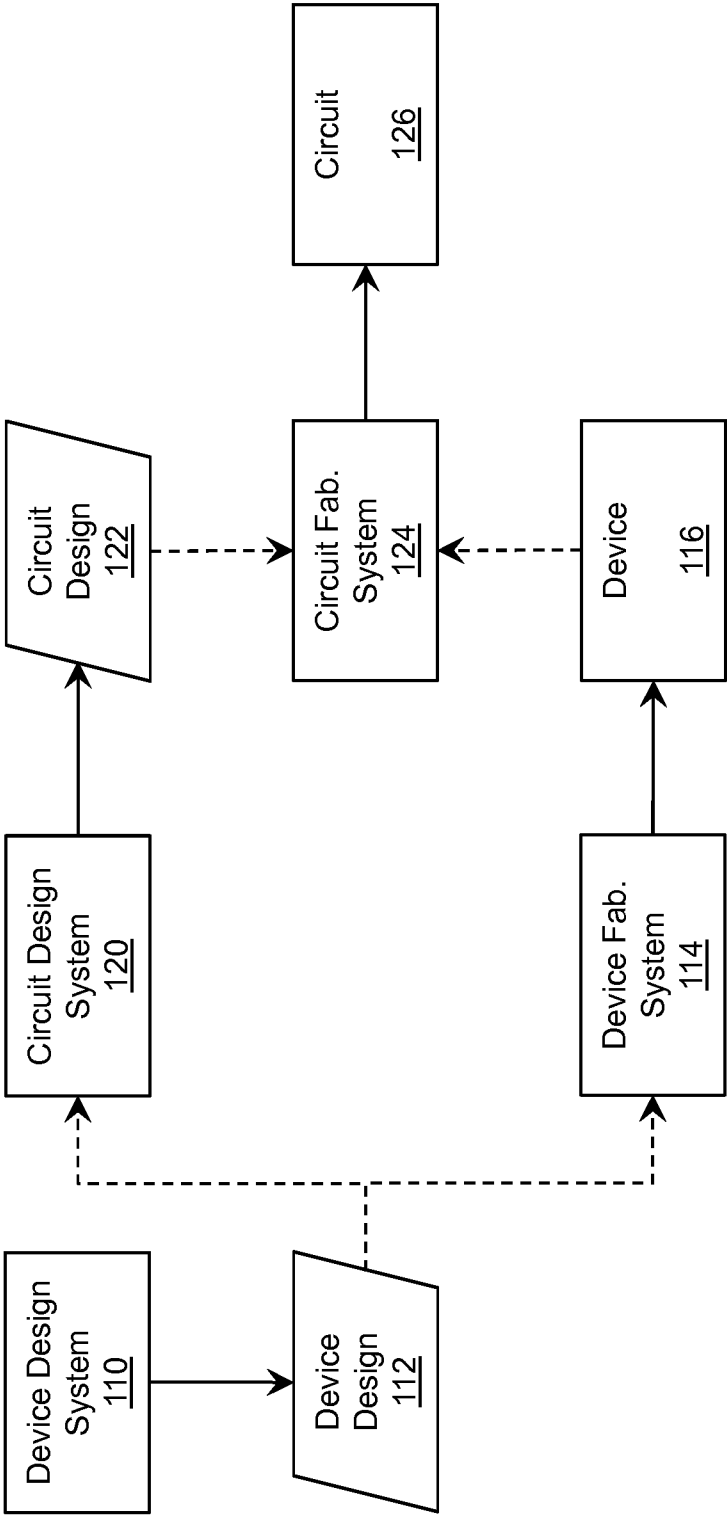 Device Design
System
110
Circuit Design
System
120
Circuit
Design
122
Device
Design
112
Circuit Fab.
System
124
Circuit
126
Device Fab.
System
114
Device
116